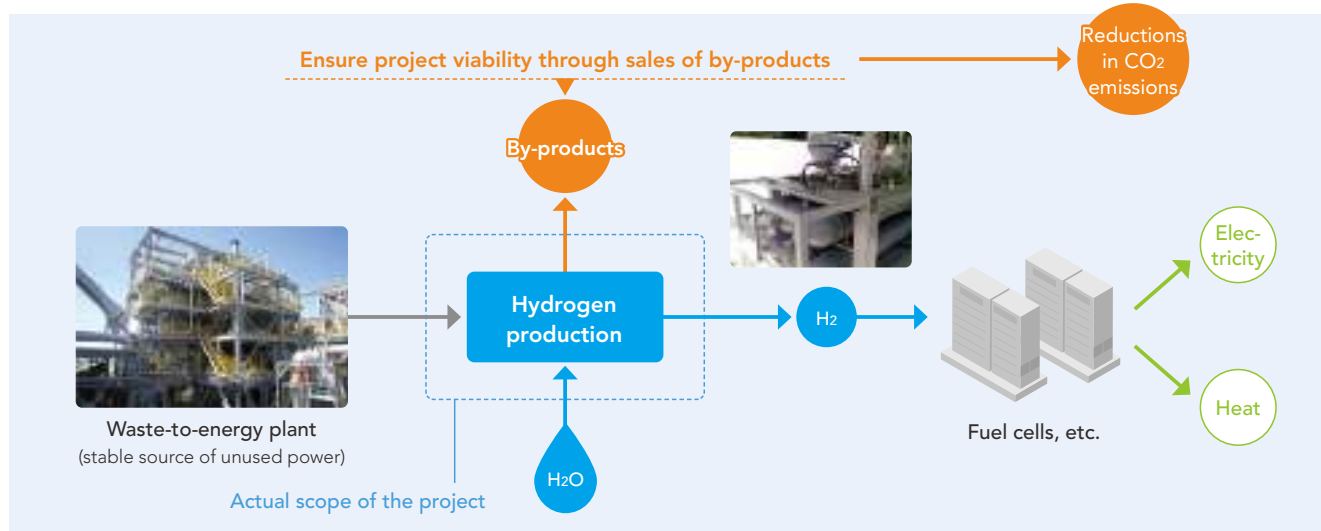 Ensure project viability through sales of by-products
Reductions
in CO2
emissions
By-products
Hydrogen
production
H2
Elec-
tricity
Heat
Waste-to-energy plant
(stable source of unused power)
Fuel cells, etc.
H2O
Actual scope of the project